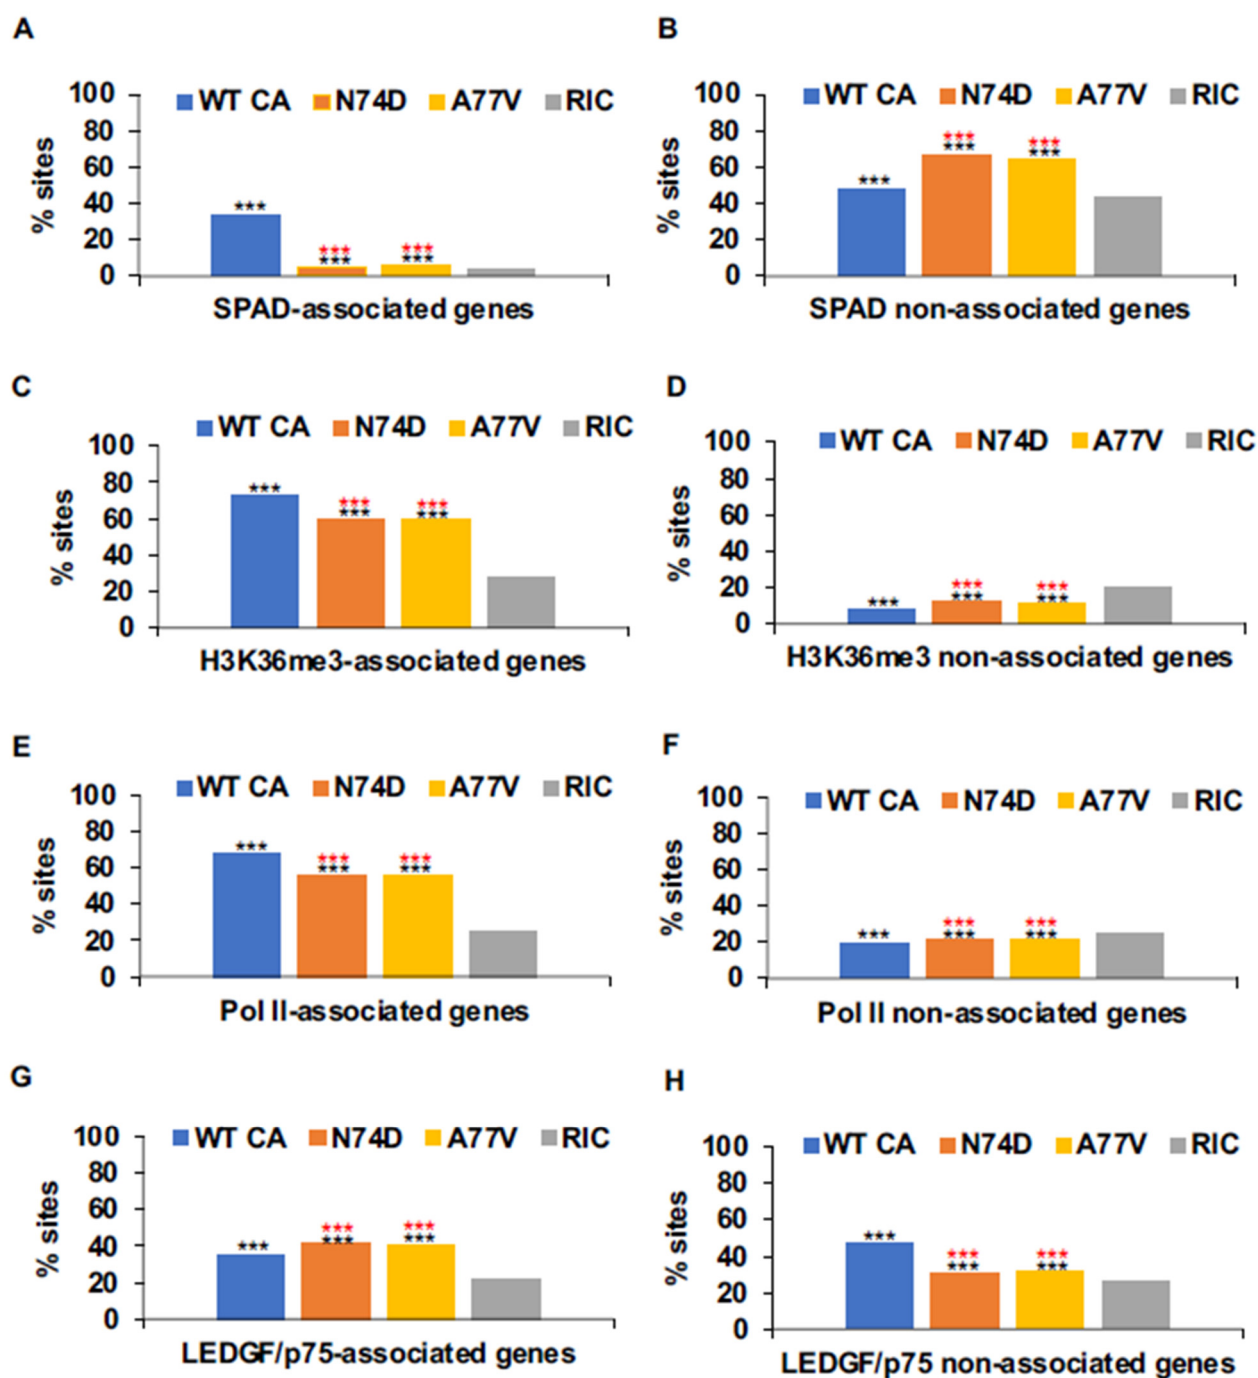 A
WT CA N74D A77V RIC
100
80
60
40
20
0
% sites
***
***
***
***
***
SPAD-associated genes
B
WT CA N74D A77V RIC
100
80
60
40
20
0
% sites
***
***
***
***
***
SPAD non-associated genes
C
WT CA N74D A77V RIC
100
80
60
40
20
0
% sites
***
***
***
***
***
H3K36me3-associated genes
D
WT CA N74D A77V RIC
100
80
60
40
20
0
% sites
***
***
***
***
***
H3K36me3 non-associated genes
E
WT CA N74D A77V RIC
100
80
60
40
20
0
% sites
***
***
***
***
***
Pol II-associated genes
F
WT CA N74D A77V RIC
100
80
60
40
20
0
% sites
***
***
***
***
***
Pol II non-associated genes
G
WT CA N74D A77V RIC
100
80
60
40
20
0
% sites
***
***
***
***
***
LEDGF/p75-associated genes
H
WT CA N74D A77V RIC
100
80
60
40
20
0
% sites
***
***
***
***
***
LEDGF/p75 non-associated genes